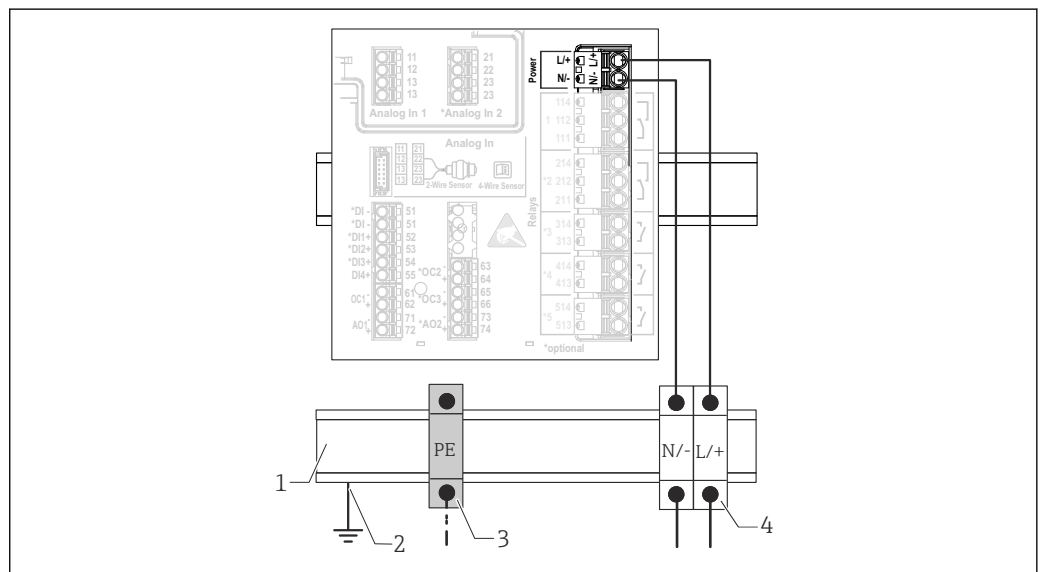 11
12
13
13
Analog In 1
21
22
23
23
*Analog In 2
Power
L/+
N/-
L/+
N/-
Analog In
11 21
12 22
13 23
13 23
2-Wire Sensor
4-Wire Sensor
Relays
1
114
112
111
*2
214
212
211
*3
314
313
*4
414
413
*5
514
513
*optional
*DI - 51
*DI - 51
*DI1+ 52
*DI2+ 53
*DI3+ 54
DI4+ 55
OC1 - 61
+ 62
AO1 - 71
+ 72
*OC2 - 63
+ 64
*OC3 - 65
+ 66
*AO2 - 73
+ 74
PE
N/-
L/+
1
2
3
4